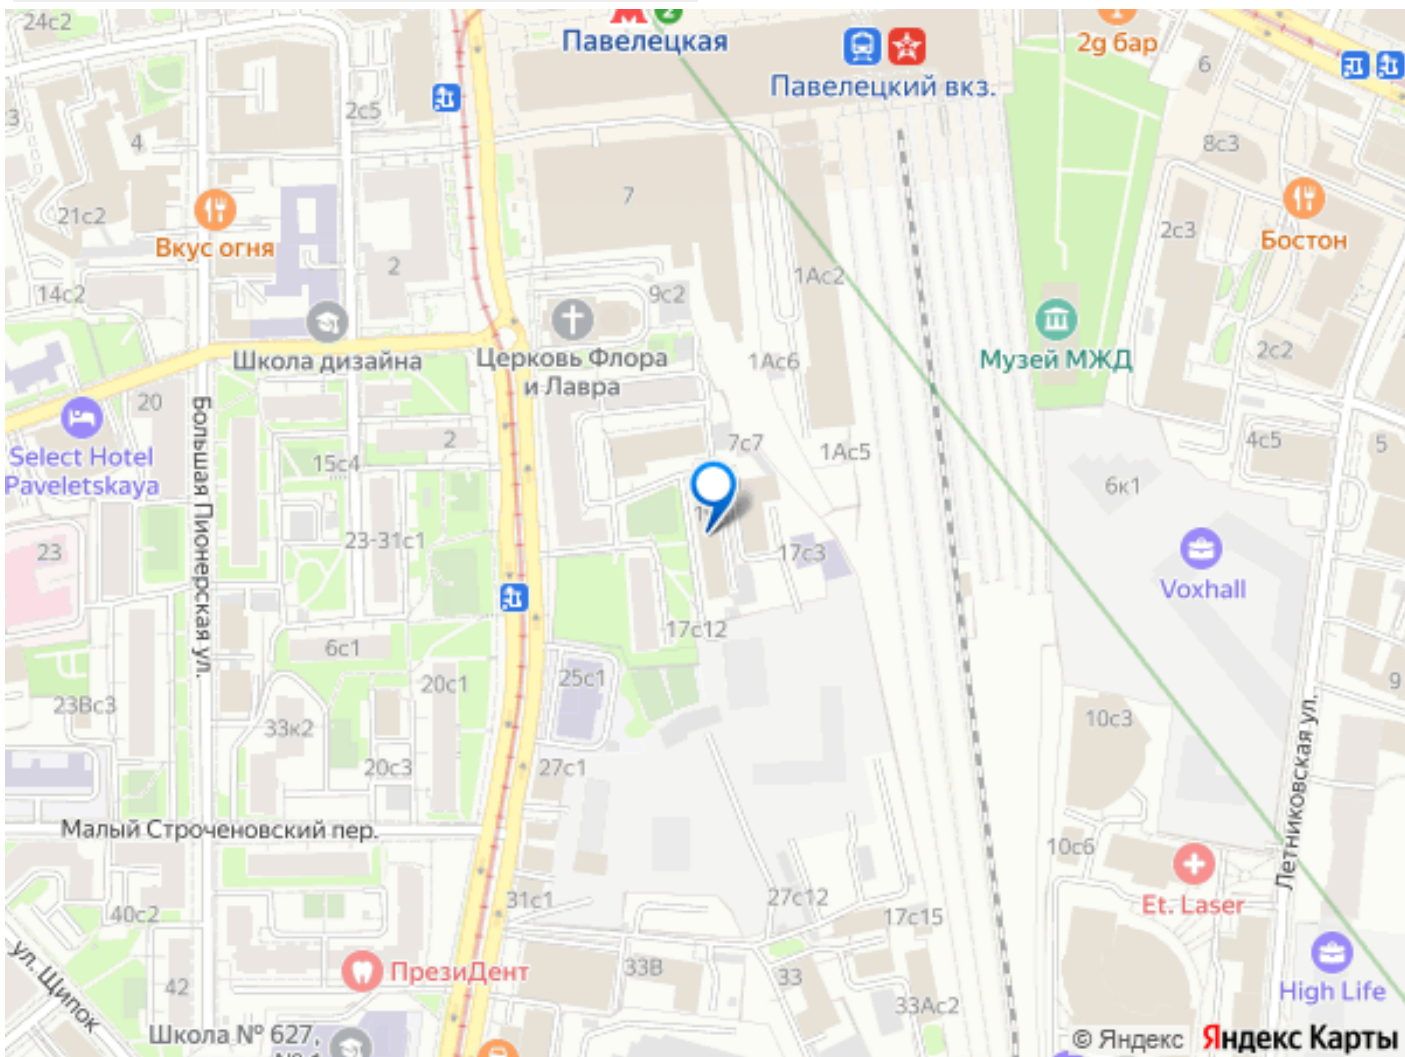 24с2
Павелецкая
2
Павелецкий вкз.
2g бар
6
2с5
3
4
8с3
7
21с2
Вкус огня
2
2с3
Бостон
14с2
9с2
1Ас2
Школа дизайна
Церковь Флора
и Лавра
1Ас6
Музей МЖД
2с2
20
Большая Пионерская ул.
2
7с7
1Ас5
4с5
5
Select Hotel
Paveletskaya
15с4
6к1
23
23-31с1
17с3
Voxhall
6с1
17с12
25с1
20с1
9
23Вс3
33к2
10с3
20с3
27с1
Летниковская ул.
Малый Строченовский пер.
10с6
Et. Laser
40с2
31с1
27с12
17с15
ул. Щипок
42
ПрезиДент
33В
33
33Ас2
High Life
Школа № 627,
© Яндекс Яндекс Карты